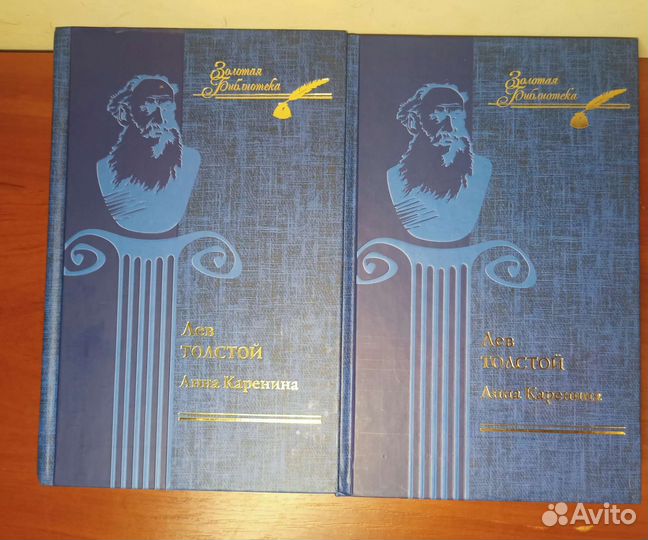 Золотая
Библиотека
Лев
ТОЛСТОЙ
Анна Каренина
Золотая
Библиотека
Лев
ТОЛСТОЙ
Анна Каренина
Avito